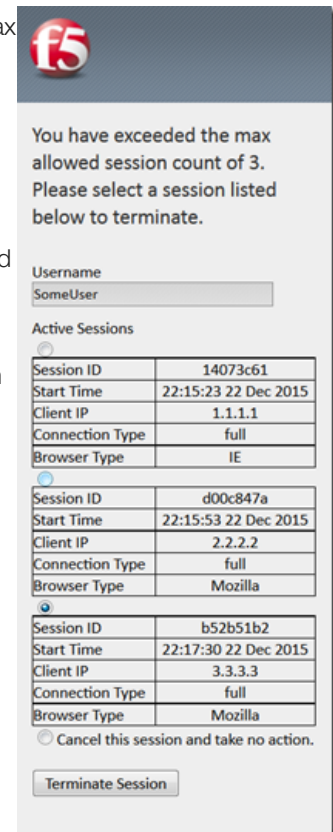 ax
f5
You have exceeded the max
allowed session count of 3.
Please select a session listed
below to terminate.
d
Username
SomeUser
Active Sessions
Session ID 14073c61
Start Time 22:15:23 22 Dec 2015
Client IP 1.1.1.1
Connection Type full
Browser Type IE
Session ID d00c847a
Start Time 22:15:53 22 Dec 2015
Client IP 2.2.2.2
Connection Type full
Browser Type Mozilla
Session ID b52b51b2
Start Time 22:17:30 22 Dec 2015
Client IP 3.3.3.3
Connection Type full
Browser Type Mozilla
Cancel this session and take no action.
Terminate Session